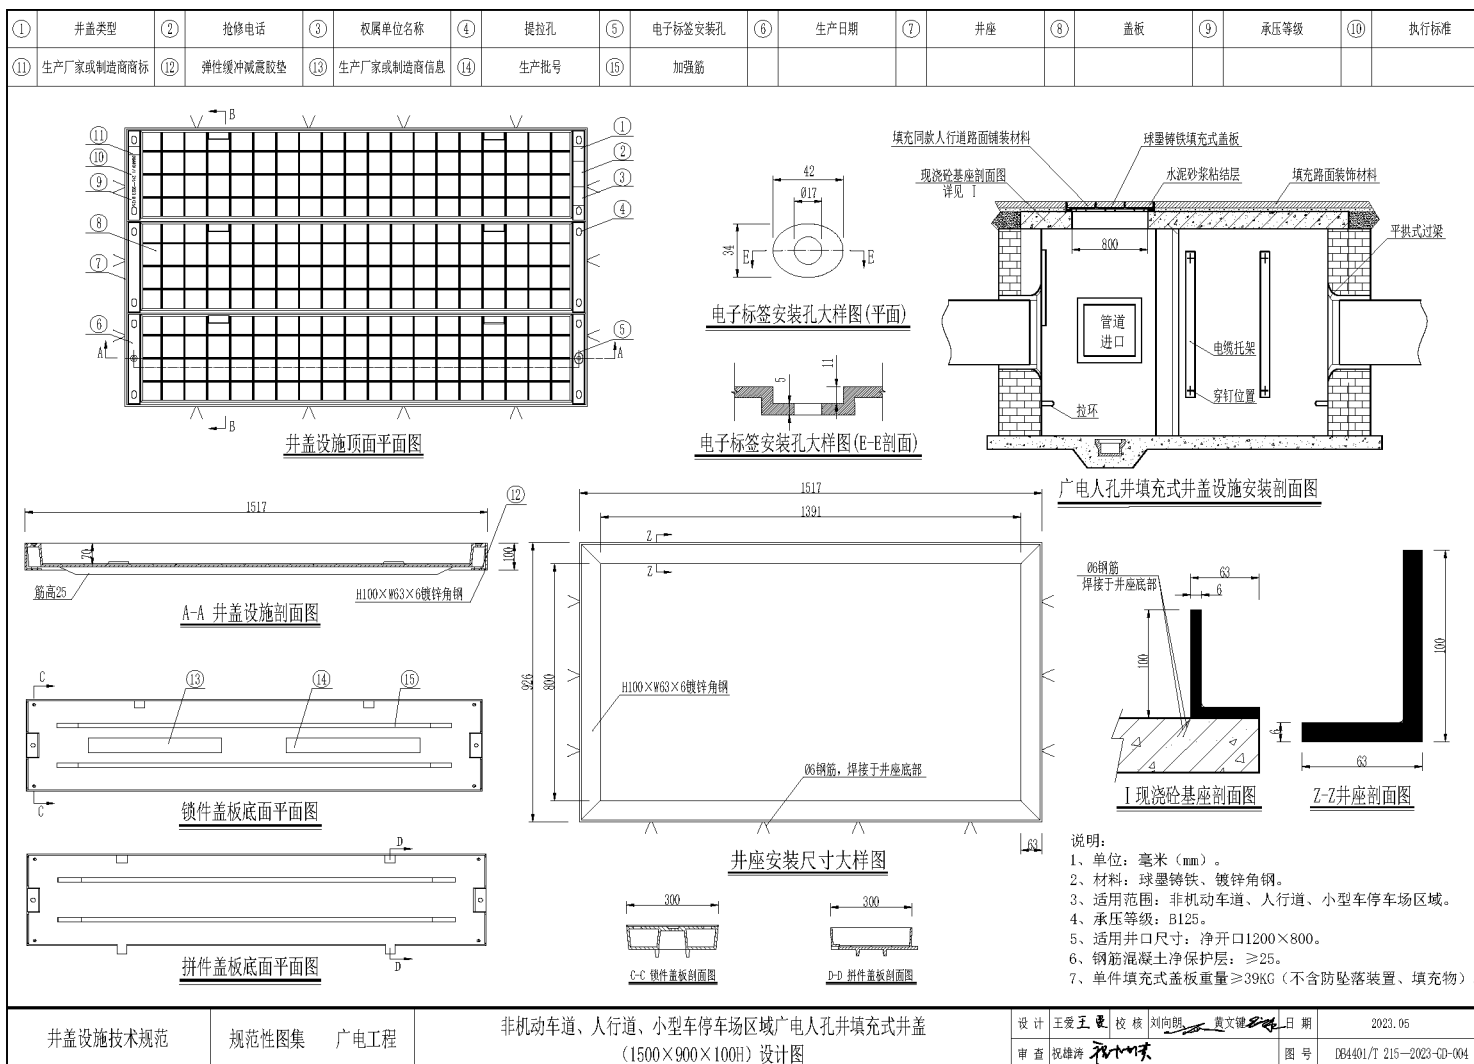 ① 井盖类型 ② 抢修电话 ③ 权属单位名称 ④ 提拉孔 ⑤ 电子标签安装孔 ⑥ 生产日期 ⑦ 井座 ⑧ 盖板 ⑨ 承压等级 ⑩ 执行标准
⑪ 生产厂家或制造商商标 ⑫ 弹性缓冲减震胶垫 ⑬ 生产厂家或制造商信息 ⑭ 生产批号 ⑮ 加强筋
B
⑪
⑩
⑨
⑧
⑦
⑥
A
①
②
③
④
⑤
A
B
井盖设施顶面平面图
42
Ø17
34
E
E
电子标签安装孔大样图(平面)
5
11
电子标签安装孔大样图(E-E剖面)
填充同款人行道路面铺装材料
球墨铸铁填充式盖板
现浇砼基座剖面图
详见 I
水泥砂浆粘结层
填充路面装饰材料
800
平拱式过梁
管道
进口
电缆托架
穿钉位置
拉环
广电人孔井填充式井盖设施安装剖面图
1517
⑫
70
100
筋高25
H100×W63×6镀锌角钢
A-A 井盖设施剖面图
C
⑬
⑭
⑮
C
锁件盖板底面平面图
D
D
拼件盖板底面平面图
1517
1391
Z
Z
926
800
H100×W63×6镀锌角钢
Ø6钢筋，焊接于井座底部
63
井座安装尺寸大样图
300
C-C 锁件盖板剖面图
300
D-D 拼件盖板剖面图
Ø6钢筋
焊接于井座底部
63
6
100
I 现浇砼基座剖面图
100
6
63
Z-Z井座剖面图
说明：
1、单位：毫米（mm）。
2、材料：球墨铸铁、镀锌角钢。
3、适用范围：非机动车道、人行道、小型车停车场区域。
4、承压等级：B125。
5、适用井口尺寸：净开口1200×800。
6、钢筋混凝土净保护层：≥25。
7、单件填充式盖板重量≥39KG（不含防坠落装置、填充物）
井盖设施技术规范
规范性图集 广电工程
非机动车道、人行道、小型车停车场区域广电人孔井填充式井盖
（1500×900×100H）设计图
设 计 王爱王 校 核 刘向朗 黄文键 日 期 2023.05
审 查 祝雄涛 图 号 DB4401/T 215—2023-GD-004